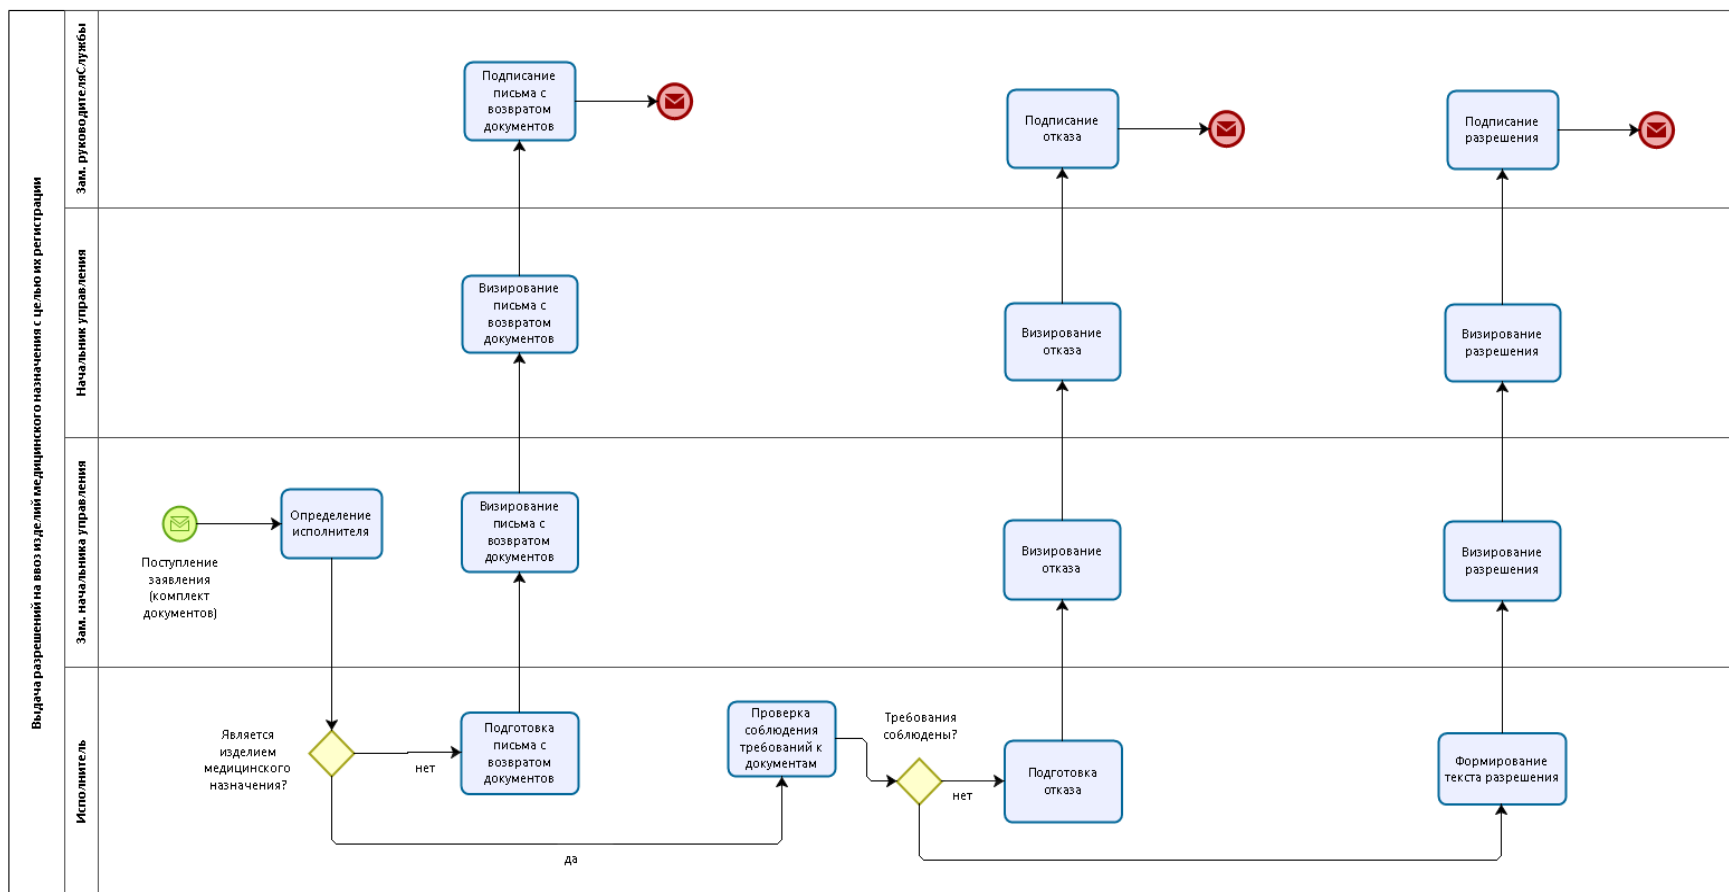 Выдача разрешений на ввоз изделий медицинского назначения с целью их регистрации
Зам. руководителяСлужбы
Подписание
письма с
возвратом
документов
Подписание
отказа
Подписание
разрешения
Начальник управления
Визирование
письма с
возвратом
документов
Визирование
отказа
Визирование
разрешения
Зам. начальника управления
Поступление
заявления
(комплект
документов)
Определение
исполнителя
Визирование
письма с
возвратом
документов
Визирование
отказа
Визирование
разрешения
Исполнитель
Является
изделием
медицинского
назначения?
нет
да
Подготовка
письма с
возвратом
документов
Проверка
соблюдения
требований к
документам
Требования
соблюдены?
нет
Подготовка
отказа
Формирование
текста разрешения